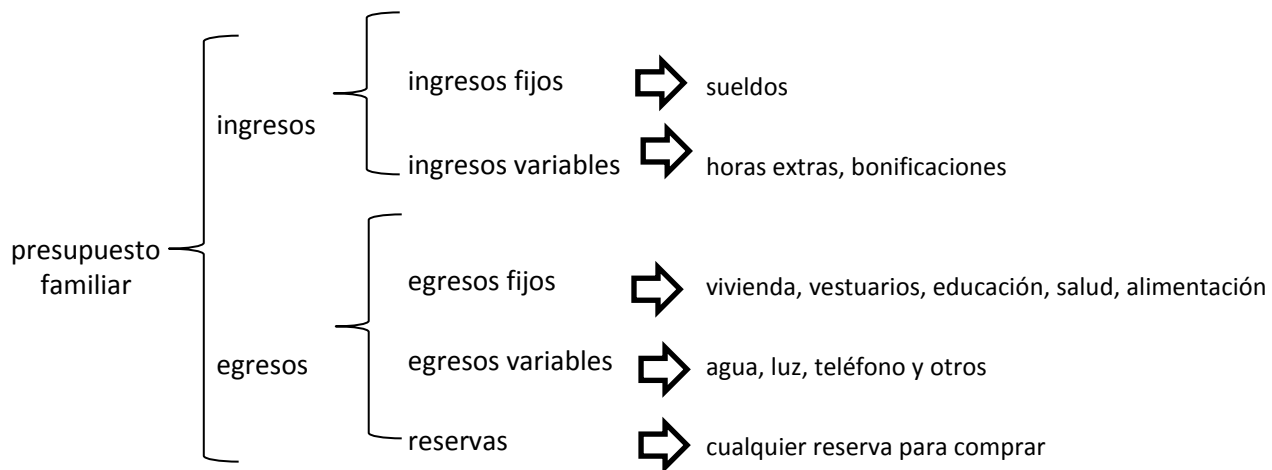 presupuesto
familiar
ingresos
ingresos fijos
sueldos
ingresos variables
horas extras, bonificaciones
egresos
egresos fijos
vivienda, vestuarios, educación, salud, alimentación
egresos variables
agua, luz, teléfono y otros
reservas
cualquier reserva para comprar